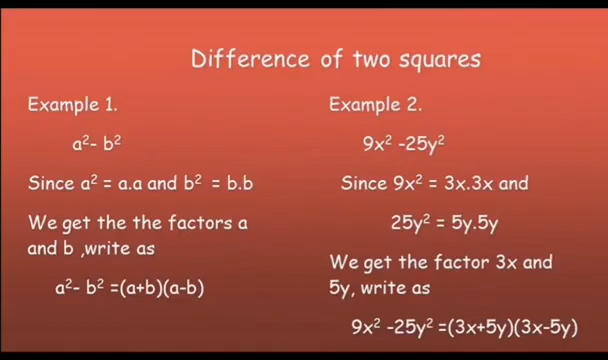 Difference of two squares
Example 1.
a²- b²
Since a² = a.a and b² = b.b
We get the the factors a
and b ,write as
a²- b² =(a+b)(a-b)
Example 2.
9x² -25y²
Since 9x² = 3x.3x and
25y² = 5y.5y
We get the factor 3x and
5y, write as
9x² -25y² =(3x+5y)(3x-5y)